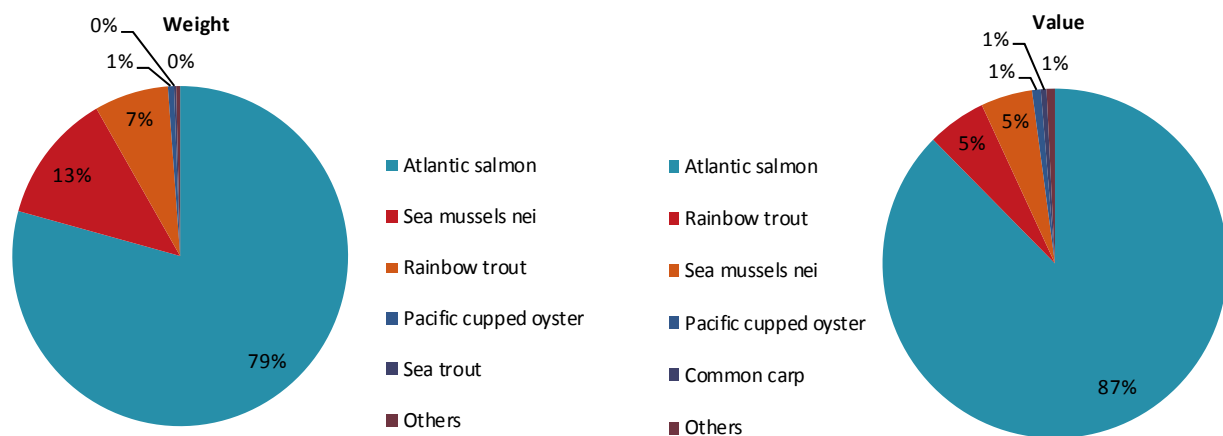 Weight
0%
1%
0%
7%
13%
79%
Atlantic salmon
Sea mussels nei
Rainbow trout
Pacific cupped oyster
Sea trout
Others
Value
1%
1%
1%
5%
5%
87%
Atlantic salmon
Rainbow trout
Sea mussels nei
Pacific cupped oyster
Common carp
Others